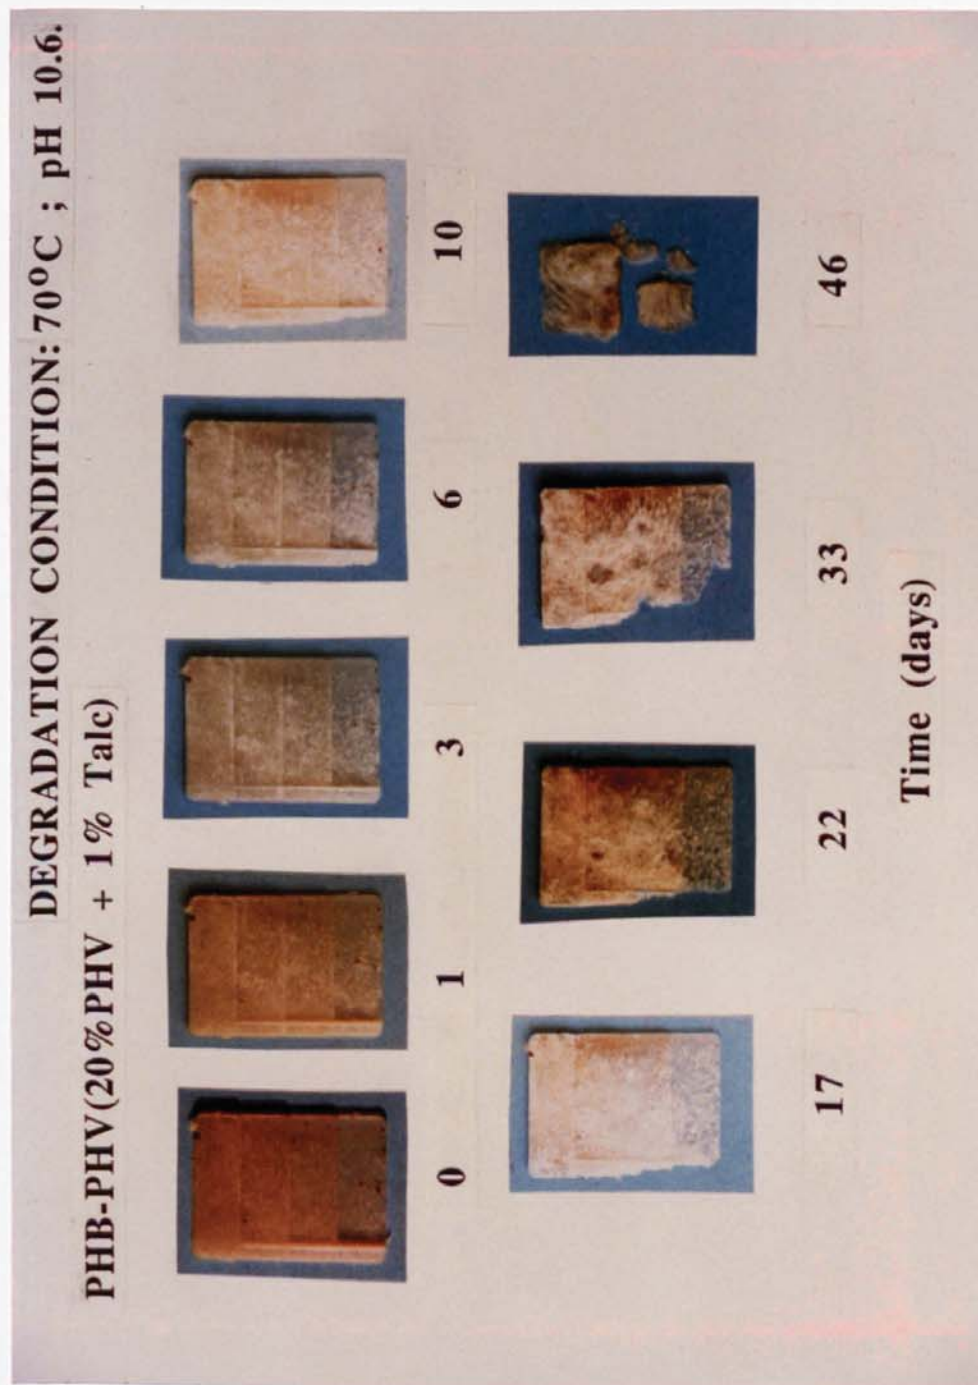 DEGRADATION CONDITION: 70°C ; pH 10.6.
PHB-PHV(20%PHV + 1% Talc)
0 1 3 6 10
17 22 33 46
Time (days)